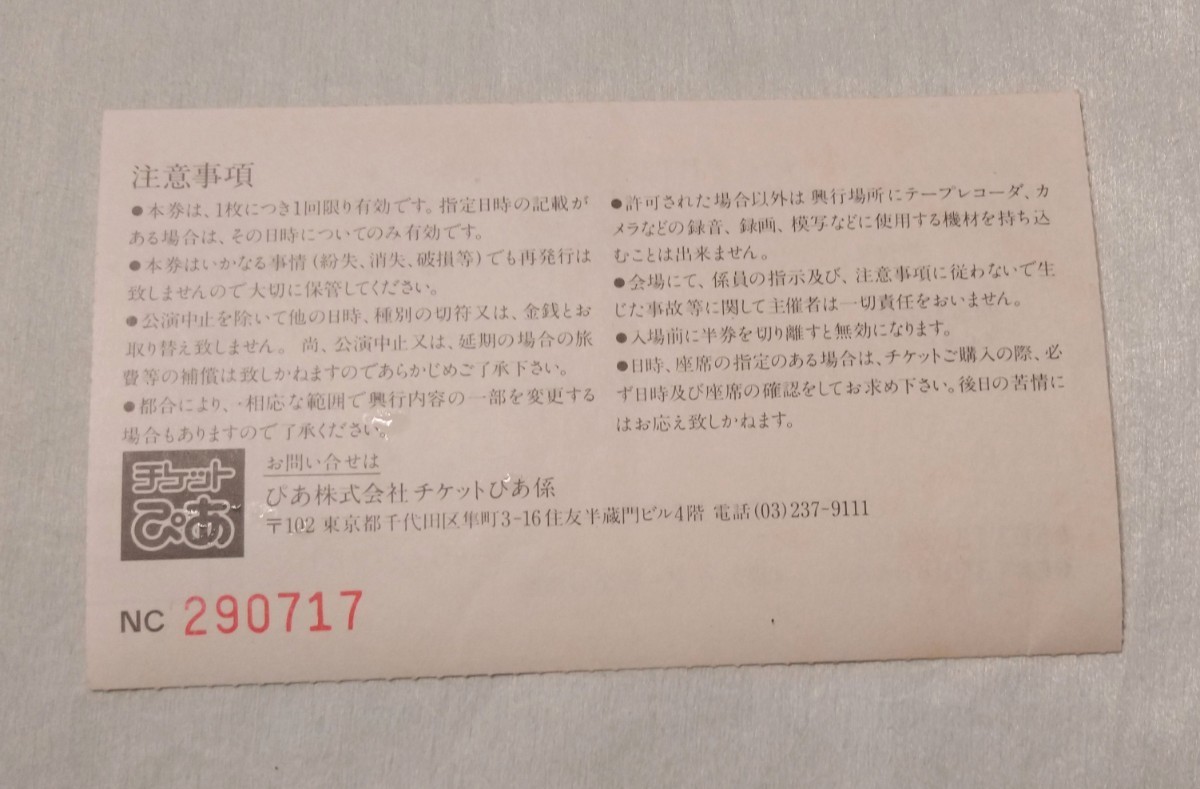 注意事項
●本券は、1枚につき1回限り有効です。指定日時の記載が
ある場合は、その日時についてのみ有効です。
●本券はいかなる事情(紛失、消失、破損等)でも再発行は
致しませんので大切に保管してください。
●公演中止を除いて他の日時、種別の切符又は、金銭とお
取り替え致しません。 尚、公演中止又は、延期の場合の旅
費等の補償は致しかねますのであらかじめご了承下さい。
●都合により、相応な範囲で興行内容の一部を変更する
場合もありますので了承ください。
●許可された場合以外は興行場所にテープレコーダ、カ
メラなどの録音、録画、模写などに使用する機材を持ち込
むことは出来ません。
●会場にて、係員の指示及び、注意事項に従わないで生
じた事故等に関して主催者は一切責任をおいません。
●入場前に半券を切り離すと無効になります。
●日時、座席の指定のある場合は、チケットご購入の際、必
ず日時及び座席の確認をしてお求め下さい。後日の苦情に
はお応え致しかねます。
チケット
ぴあ
お問い合せは
ぴあ株式会社 チケットぴあ係
〒102 東京都千代田区隼町3-16住友半蔵門ビル4階 電話(03)237-9111
NC 290717